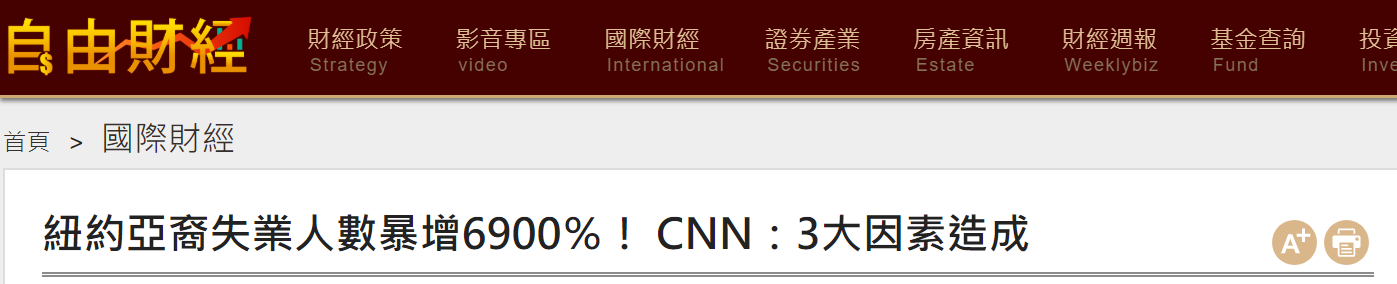 自由財經
財經政策 影音專區 國際財經 證券產業 房產資訊 財經週報 基金查詢 投資
Strategy video International Securities Estate Weeklybiz Fund Inve
首頁 > 國際財經
紐約亞裔失業人數暴增6900%！ CNN：3大因素造成
A+